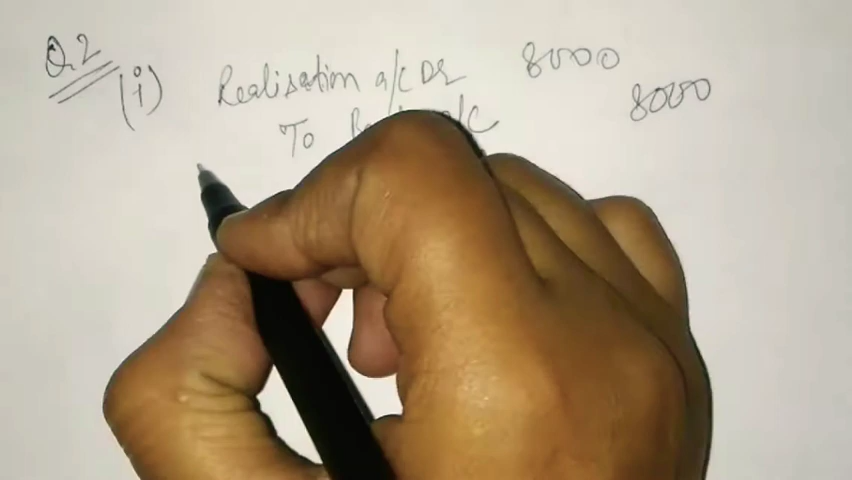 Q.2
(i) Realisation a/c Dr 8000
To a/c 8000